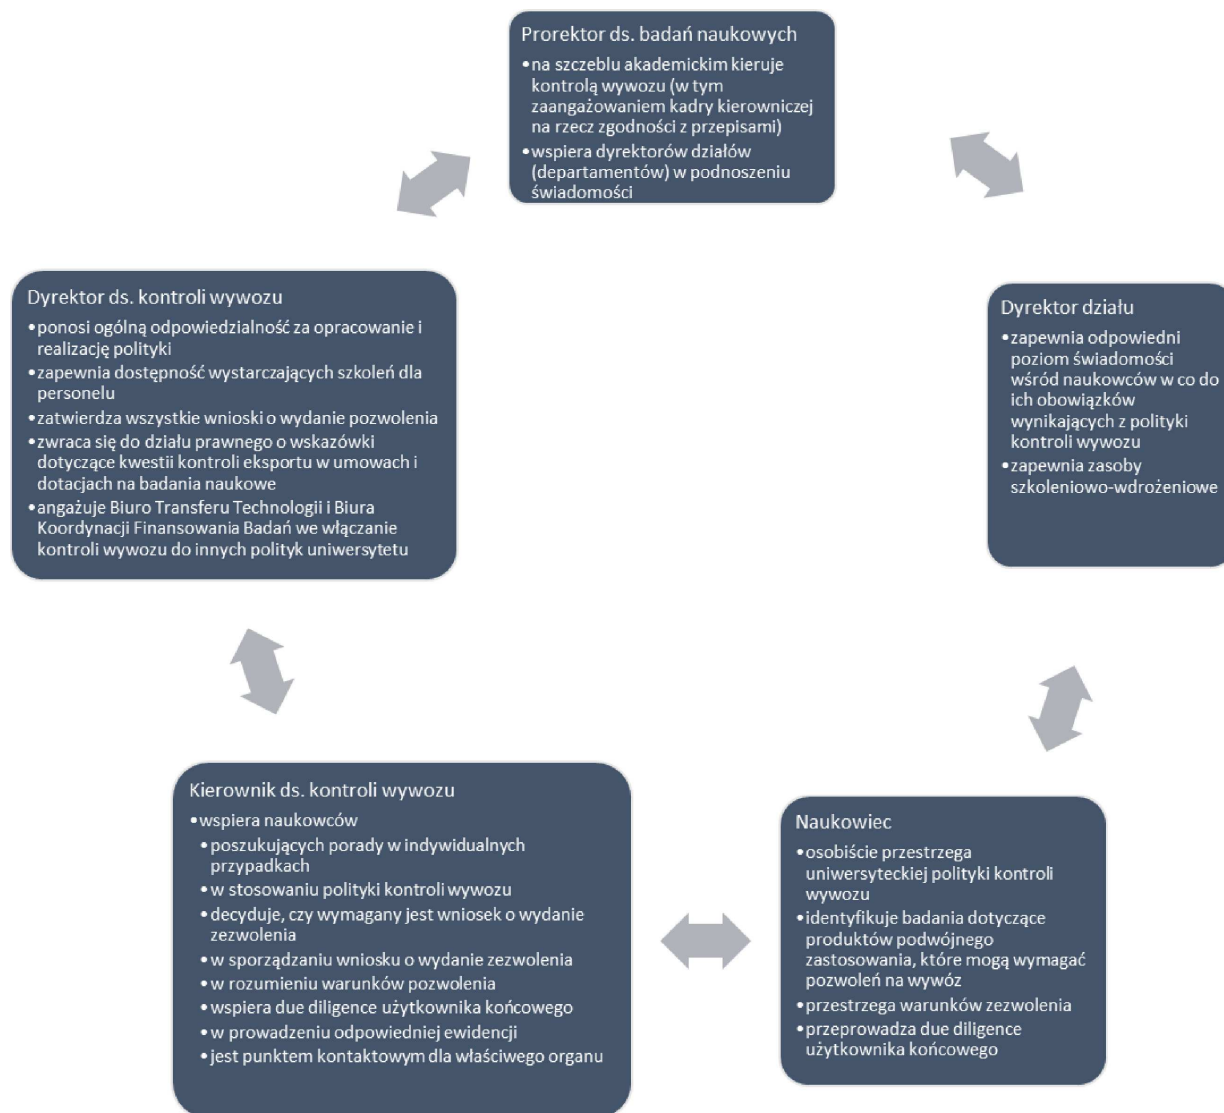 Prorektor ds. badań naukowych
•na szczeblu akademickim kieruje
kontrolą wywozu (w tym
zaangażowaniem kadry kierowniczej
na rzecz zgodności z przepisami)
•wspiera dyrektorów działów
(departamentów) w podnoszeniu
świadomości
Dyrektor ds. kontroli wywozu
•ponosi ogólną odpowiedzialność za opracowanie i
realizację polityki
•zapewnia dostępność wystarczających szkoleń dla
personelu
•zatwierdza wszystkie wnioski o wydanie pozwolenia
•zwraca się do działu prawnego o wskazówki
dotyczące kwestii kontroli eksportu w umowach i
dotacjach na badania naukowe
•angażuje Biuro Transferu Technologii i Biura
Koordynacji Finansowania Badań we włączanie
kontroli wywozu do innych polityk uniwersytetu
Dyrektor działu
•zapewnia odpowiedni
poziom świadomości
wśród naukowców w co do
ich obowiązków
wynikających z polityki
kontroli wywozu
•zapewnia zasoby
szkoleniowo-wdrożeniowe
Kierownik ds. kontroli wywozu
•wspiera naukowców
•poszukujących porady w indywidualnych
przypadkach
•w stosowaniu polityki kontroli wywozu
•decyduje, czy wymagany jest wniosek o wydanie
zezwolenia
•w sporządzaniu wniosku o wydanie zezwolenia
•w rozumieniu warunków pozwolenia
•wspiera due diligence użytkownika końcowego
•w prowadzeniu odpowiedniej ewidencji
•jest punktem kontaktowym dla właściwego organu
Naukowiec
•osobiście przestrzega
uniwersyteckiej polityki kontroli
wywozu
•identyfikuje badania dotyczące
produktów podwójnego
zastosowania, które mogą wymagać
pozwoleń na wywóz
•przestrzega warunków zezwolenia
•przeprowadza due diligence
użytkownika końcowego